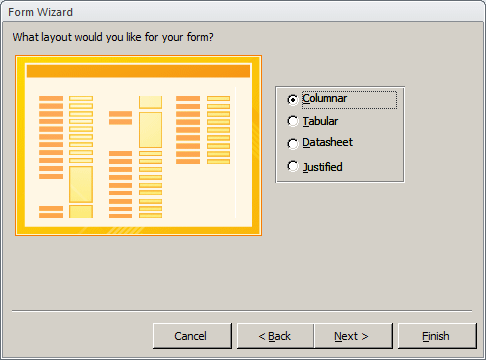 Form Wizard
What layout would you like for your form?
Columnar
Tabular
Datasheet
Justified
Cancel
< Back
Next >
Finish